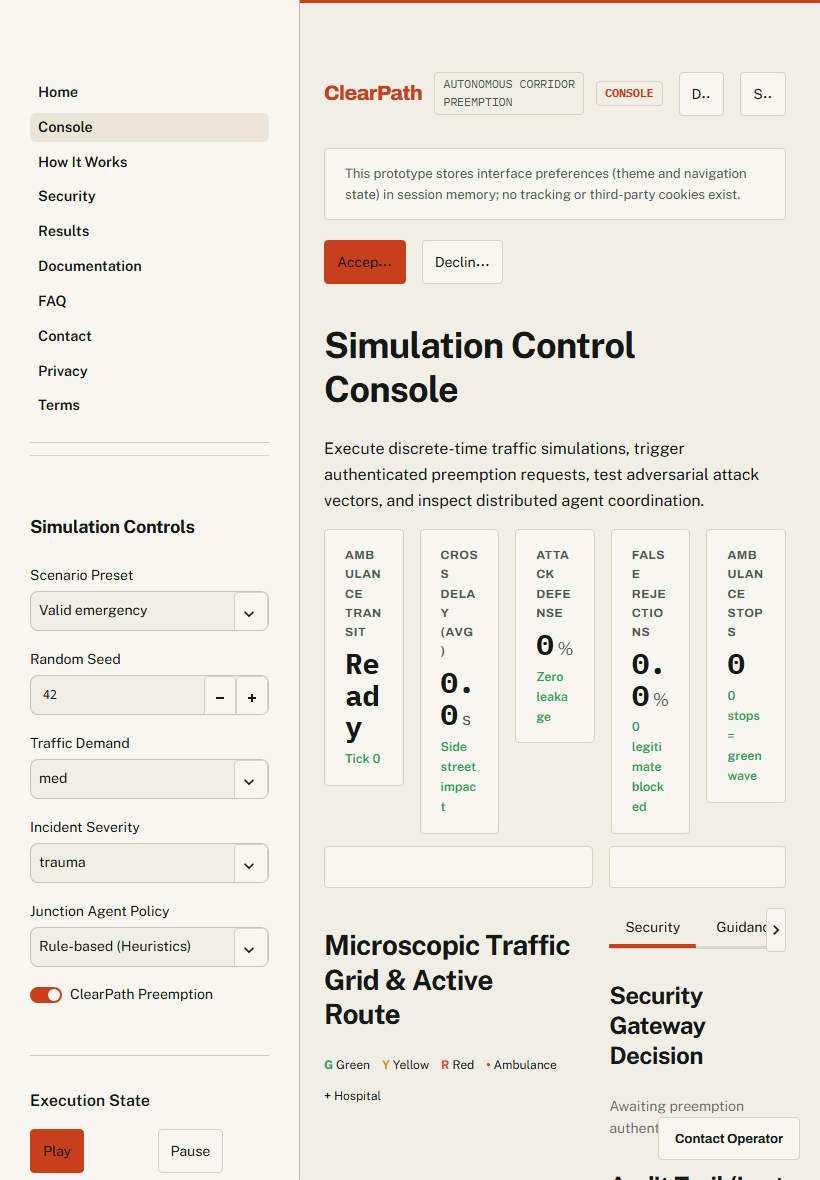 Home
Console
How It Works
Security
Results
Documentation
FAQ
Contact
Privacy
Terms
Simulation Controls
Scenario Preset
Valid emergency
Random Seed
42
Traffic Demand
med
Incident Severity
trauma
Junction Agent Policy
Rule-based (Heuristics)
ClearPath Preemption
Execution State
Play
Pause
ClearPath
AUTONOMOUS CORRIDOR
PREEMPTION
CONSOLE
D..
S..
This prototype stores interface preferences (theme and navigation
state) in session memory; no tracking or third-party cookies exist.
Accep...
Declin...
Simulation Control
Console
Execute discrete-time traffic simulations, trigger
authenticated preemption requests, test adversarial attack
vectors, and inspect distributed agent coordination.
AMB
ULAN
CE
TRAN
SIT
Re
ad
y
Tick 0
CROS
S
DELA
Y
(AVG
)
0.
0 s
Side
street
impac
t
ATTA
CK
DEFE
NSE
0 %
Zero
leaka
ge
FALS
E
REJE
CTIO
NS
0.
0 %
0
legiti
mate
block
ed
AMB
ULAN
CE
STOP
S
0
0
stops
=
green
wave
Microscopic Traffic
Grid & Active
Route
G Green Y Yellow R Red • Ambulance
+ Hospital
Security
Guidanc
Security
Gateway
Decision
Awaiting preemption
authent
Contact Operator